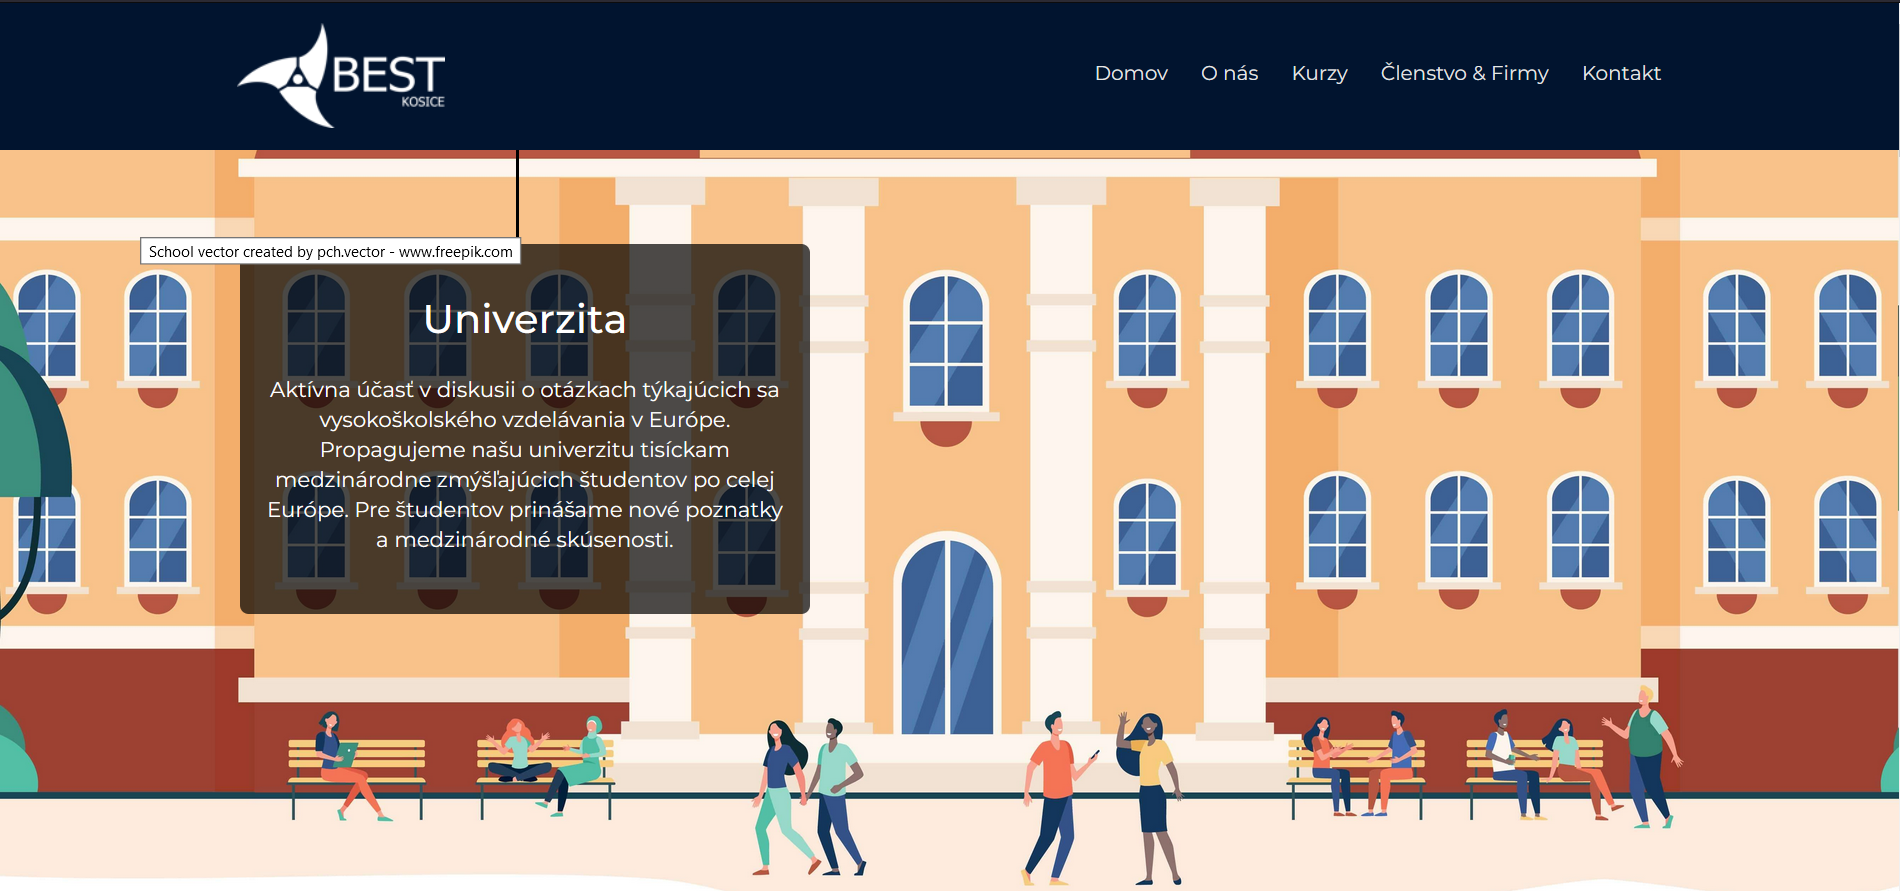 BEST
KOSICE
Domov O nás Kurzy Členstvo & Firmy Kontakt
School vector created by pch.vector - www.freepik.com
Univerzita
Aktívna účasť v diskusii o otázkach týkajúcich sa
vysokoškolského vzdelávania v Európe.
Propagujeme našu univerzitu tisíckam
medzinárodne zmýšľajúcich študentov po celej
Európe. Pre študentov prinášame nové poznatky
a medzinárodné skúsenosti.